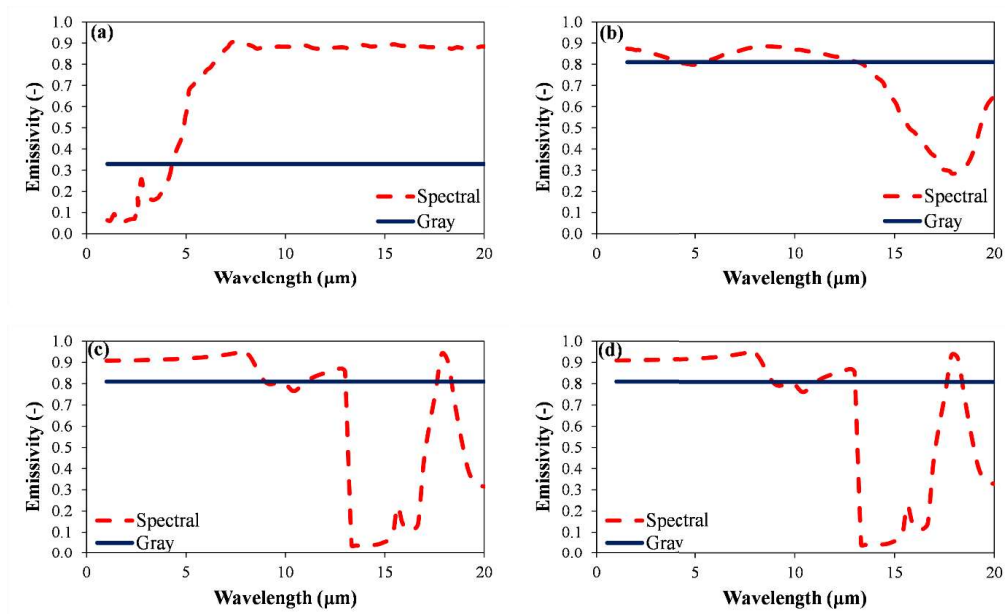 (a)
1.0
0.9
0.8
0.7
0.6
0.5
0.4
0.3
0.2
0.1
0.0
Emissivity (-)
Spectral
Gray
0 5 10 15 20
Wavelength (µm)
(b)
1.0
0.9
0.8
0.7
0.6
0.5
0.4
0.3
0.2
0.1
0.0
Emissivity (-)
Spectral
Gray
0 5 10 15 20
Wavelength (µm)
(c)
1.0
0.9
0.8
0.7
0.6
0.5
0.4
0.3
0.2
0.1
0.0
Emissivity (-)
Spectral
Gray
0 5 10 15 20
Wavelength (µm)
(d)
1.0
0.9
0.8
0.7
0.6
0.5
0.4
0.3
0.2
0.1
0.0
Emissivity (-)
Spectral
Gray
0 5 10 15 20
Wavelength (µm)